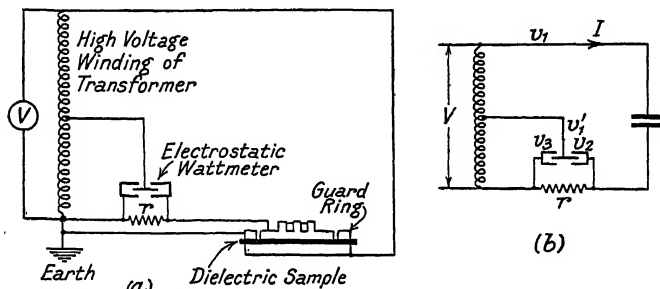 High Voltage
Winding of
Transformer
V
Electrostatic
Wattmeter
r
Guard
Ring
Earth
Dielectric Sample
(a)
v₁ I
V
v₁'
v₃ v₂
r
(b)